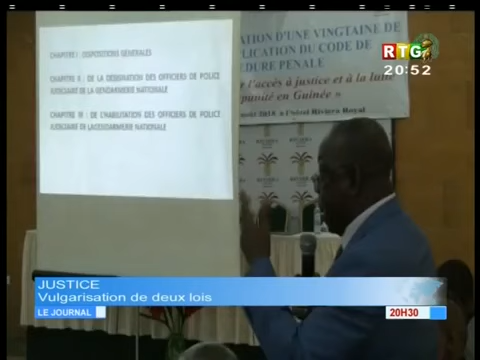 CHAPITRE I : DISPOSITIONS GENERALES
CHAPITRE II : DE LA DESIGNATION DES OFFICIERS DE POLICE
JUDICIAIRE DE LA GENDARMERIE NATIONALE
CHAPITRE III : DE L'HABILITATION DES OFFICIERS DE POLICE
JUDICIAIRE DE LAGENDARMERIE NATIONALE
ATION D'UNE VINGTAINE DE
PLICATION DU CODE DE
EDURE PENALE
l'accès à justice et à la lutte
punité en Guinée »
à l'hôtel Riviera Royal
RTG
20:52
RIVIERA
JUSTICE
Vulgarisation de deux lois
LE JOURNAL
20H30